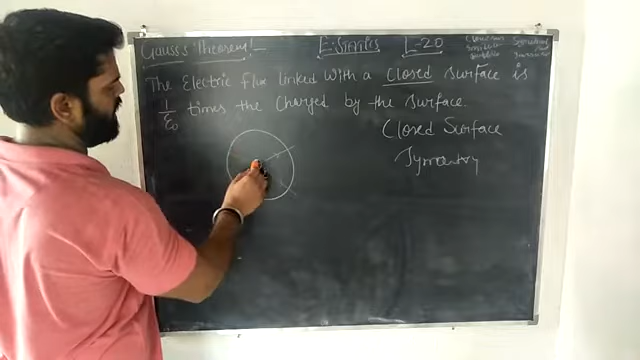 Gauss's Theorem! -
E. Statics
L-20
The Electric flux linked with a closed surface is
1/ε₀ times the charged by the surface.
Closed Surface
Symmetry